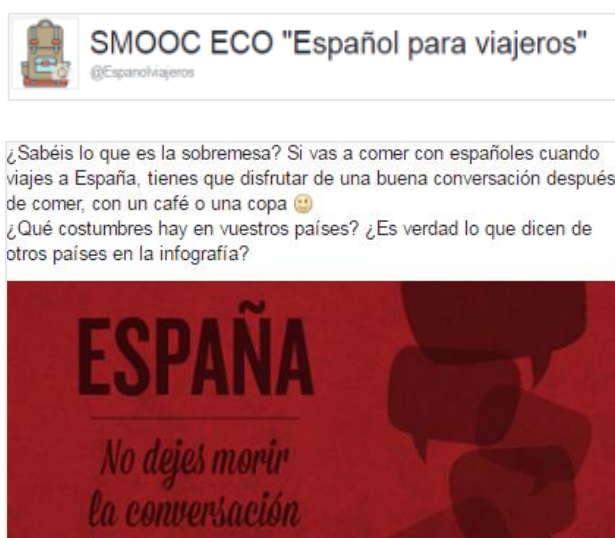 SMOOC ECO "Español para viajeros"
@Espanolviajeros
¿Sabéis lo que es la sobremesa? Si vas a comer con españoles cuando
viajes a España, tienes que disfrutar de una buena conversación después
de comer, con un café o una copa
¿Qué costumbres hay en vuestros países? ¿Es verdad lo que dicen de
otros países en la infografía?
ESPAÑA
No dejes morir
la conversación